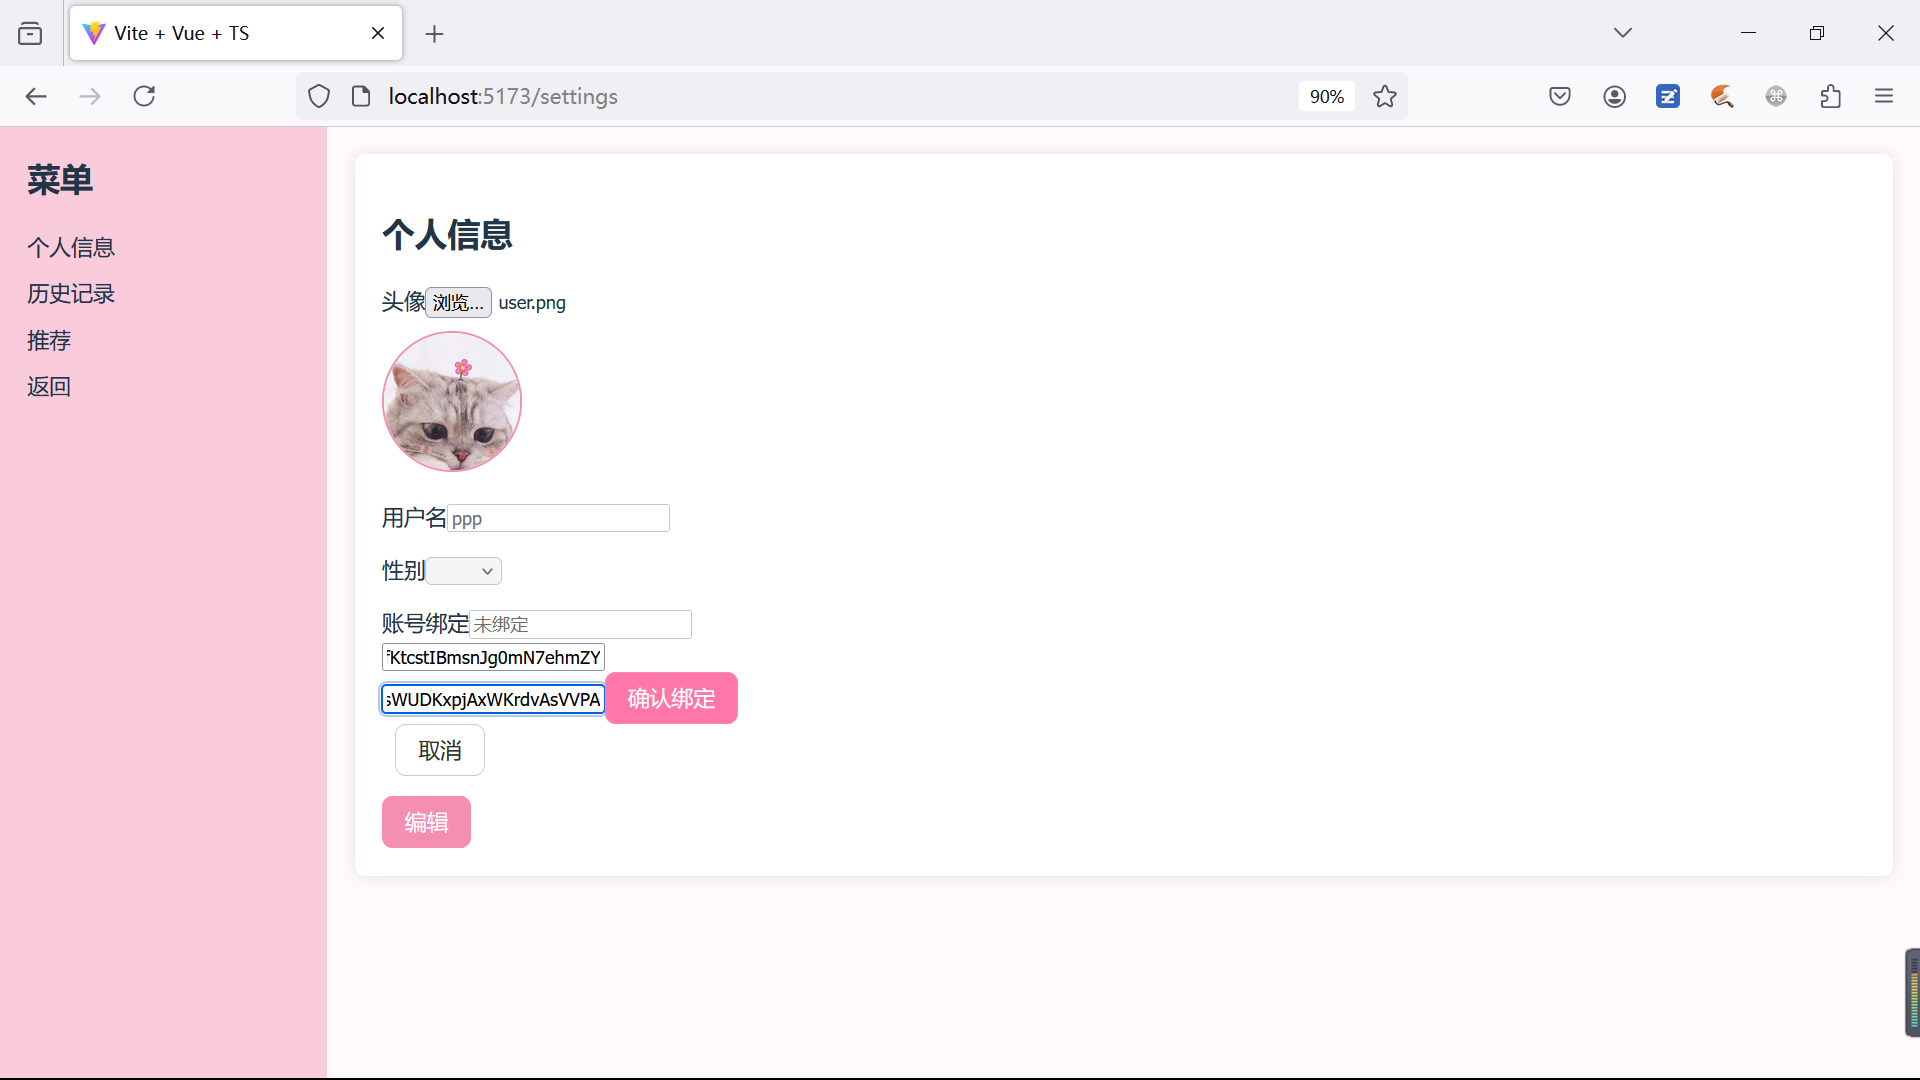 Vite + Vue + TS
localhost:5173/settings
90%
菜单
个人信息
历史记录
推荐
返回
个人信息
头像 浏览... user.png
用户名 ppp
性别
账号绑定 未绑定
KtcstIBmsnJg0mN7ehmZY
WUDKxpjAxWKrdvAsVVPA 确认绑定
取消
编辑